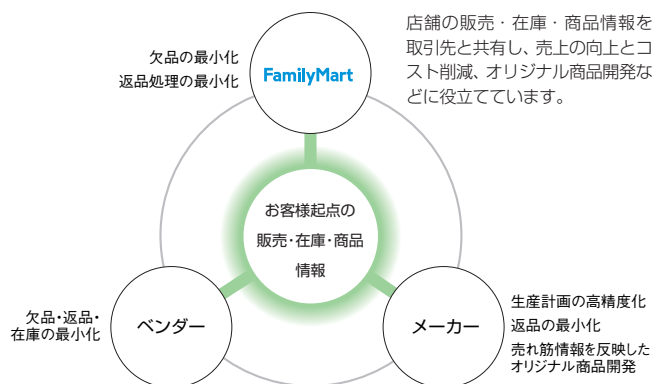 店舗の販売・在庫・商品情報を
取引先と共有し、売上の向上とコ
スト削減、オリジナル商品開発な
どに役立てています。
欠品の最小化
返品処理の最小化
FamilyMart
お客様起点の
販売・在庫・商品
情報
欠品・返品・
在庫の最小化
ベンダー
メーカー
生産計画の高精度化
返品の最小化
売れ筋情報を反映した
オリジナル商品開発